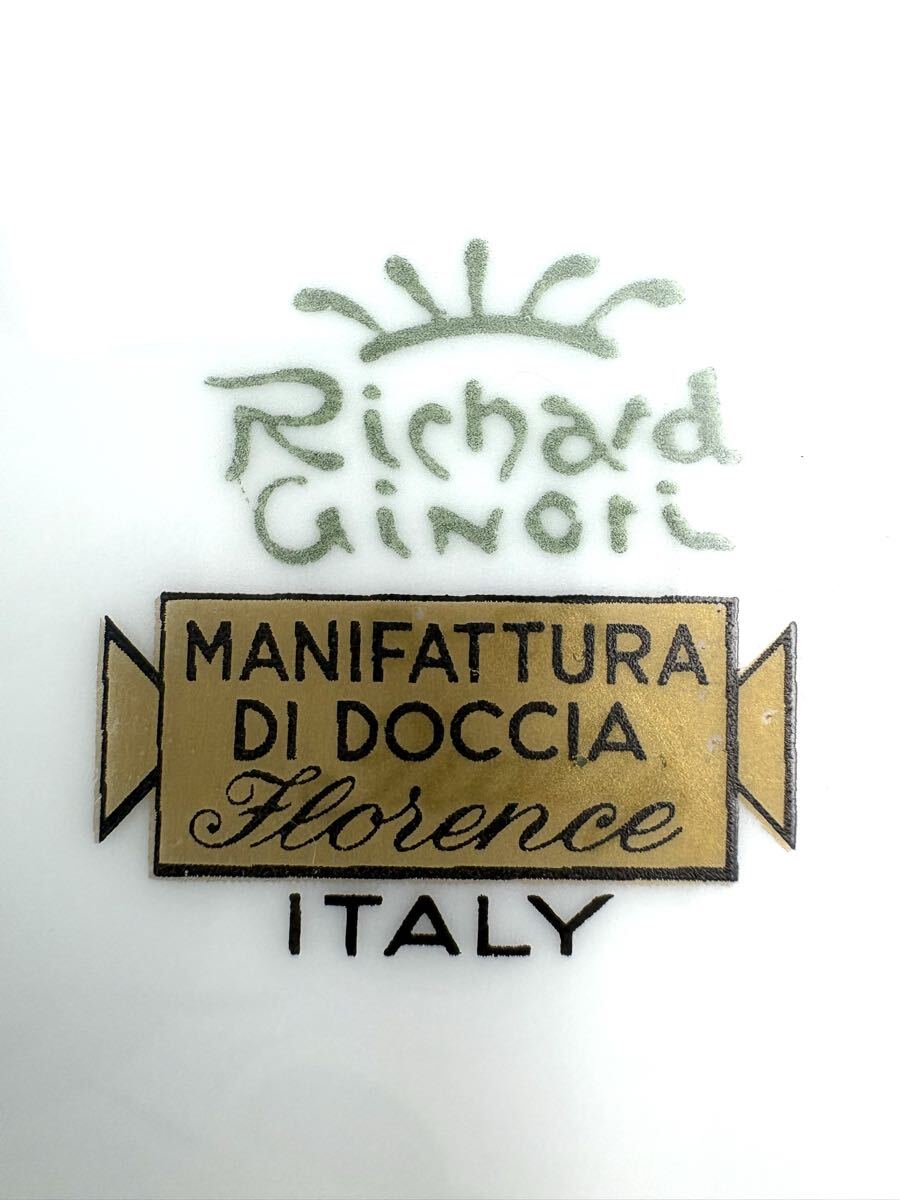 Richard
Ginori
MANIFATTURA
DI DOCCIA
Florence
ITALY